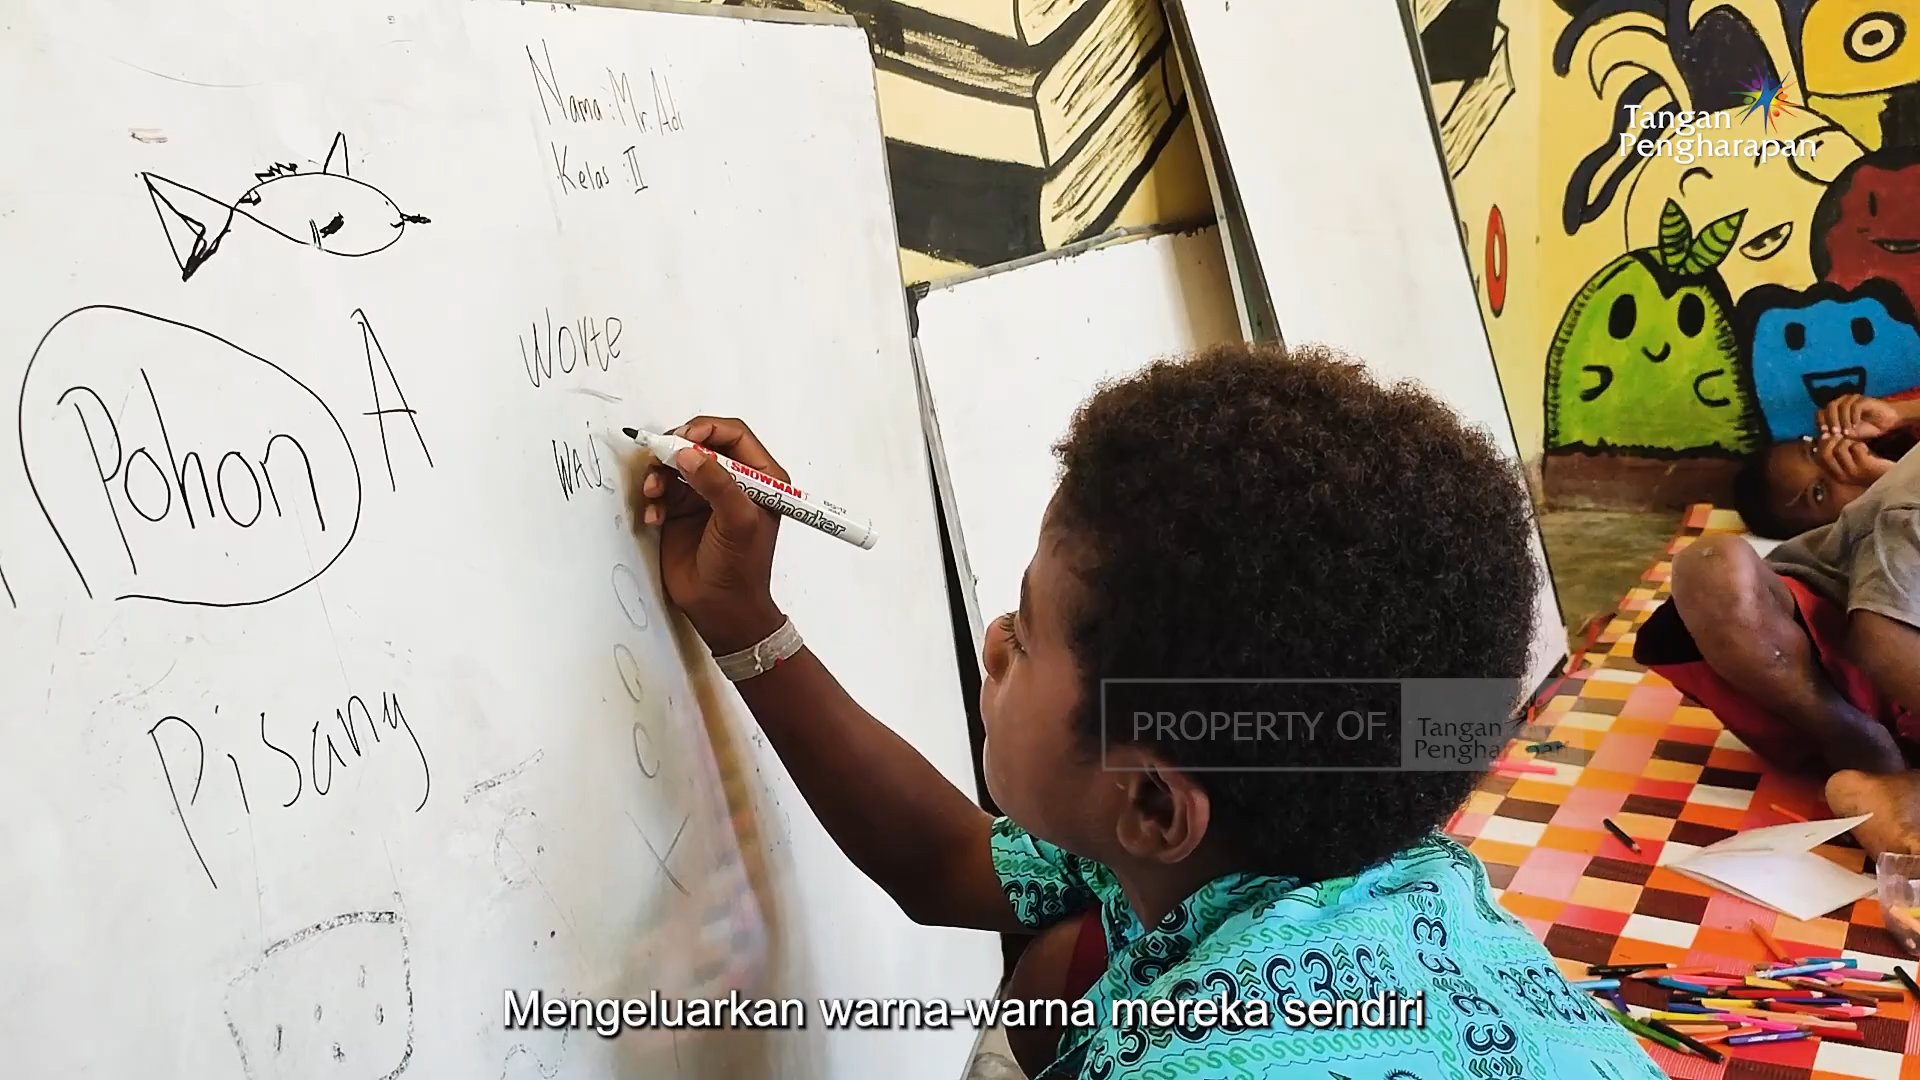 Nama : Mr. Adi
Kelas : II
Tangan
Pengharapan
Worte
A
Pohon
SNOWMAN
Boardmarker
Pisang
PROPERTY OF
Tangan
Pengharapan
Mengeluarkan warna-warna mereka sendiri